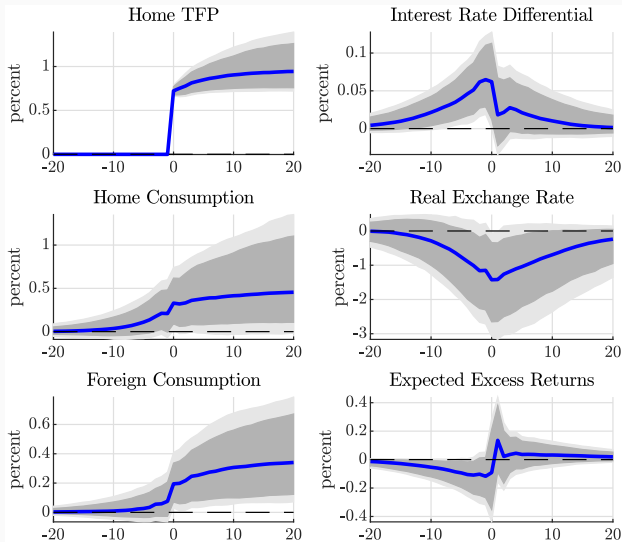 Home TFP
percent
1
0.5
0
-20 -10 0 10 20
Interest Rate Differential
percent
0.1
0.05
0
-20 -10 0 10 20
Home Consumption
percent
1
0.5
0
-20 -10 0 10 20
Real Exchange Rate
percent
0
-1
-2
-3
-20 -10 0 10 20
Foreign Consumption
percent
0.6
0.4
0.2
0
-20 -10 0 10 20
Expected Excess Returns
percent
0.4
0.2
0
-0.2
-0.4
-20 -10 0 10 20